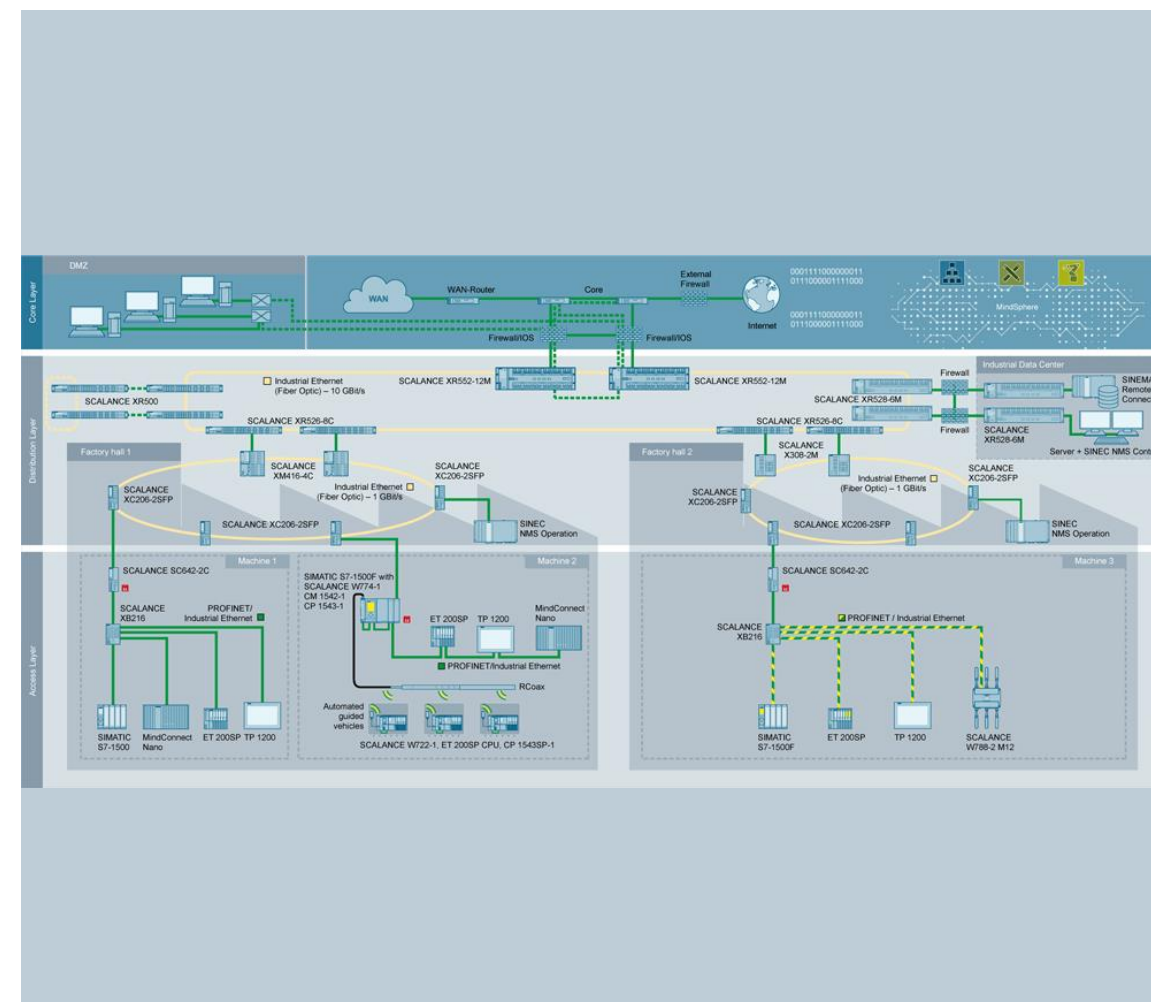 Core Layer
DMZ
WAN
WAN-Router
Core
External
Firewall
Internet
0001111000000011
0111000001111000
0001111000000011
0111000001111000
MindSphere
Firewall/IOS
Firewall/IOS
Distribution Layer
SCALANCE XR500
Industrial Ethernet
(Fiber Optic) – 10 GBit/s
SCALANCE XR552-12M
SCALANCE XR552-12M
SCALANCE XR526-8C
SCALANCE XR528-6M
SCALANCE XR526-8C
Firewall
Firewall
Industrial Data Center
SINEMA
Remote
Connec
SCALANCE
XR528-6M
Server + SINEC NMS Cont
Factory hall 1
SCALANCE
XC206-2SFP
SCALANCE
XM416-4C
Industrial Ethernet
(Fiber Optic) – 1 GBit/s
SCALANCE
XC206-2SFP
SCALANCE XC206-2SFP
SINEC
NMS Operation
Factory hall 2
SCALANCE
XC206-2SFP
SCALANCE
X308-2M
Industrial Ethernet
(Fiber Optic) – 1 GBit/s
SCALANCE
XC206-2SFP
SCALANCE XC206-2SFP
SINEC
NMS Operation
Access Layer
Machine 1
SCALANCE SC642-2C
SCALANCE
XB216
PROFINET/
Industrial Ethernet
SIMATIC
S7-1500
MindConnect
Nano
ET 200SP
TP 1200
Machine 2
SIMATIC S7-1500F with
SCALANCE W774-1
CM 1542-1
CP 1543-1
ET 200SP
TP 1200
MindConnect
Nano
PROFINET/Industrial Ethernet
RCoax
Automated
guided
vehicles
SCALANCE W722-1, ET 200SP CPU, CP 1543SP-1
Machine 3
SCALANCE SC642-2C
SCALANCE
XB216
PROFINET / Industrial Ethernet
SIMATIC
S7-1500F
ET 200SP
TP 1200
SCALANCE
W788-2 M12